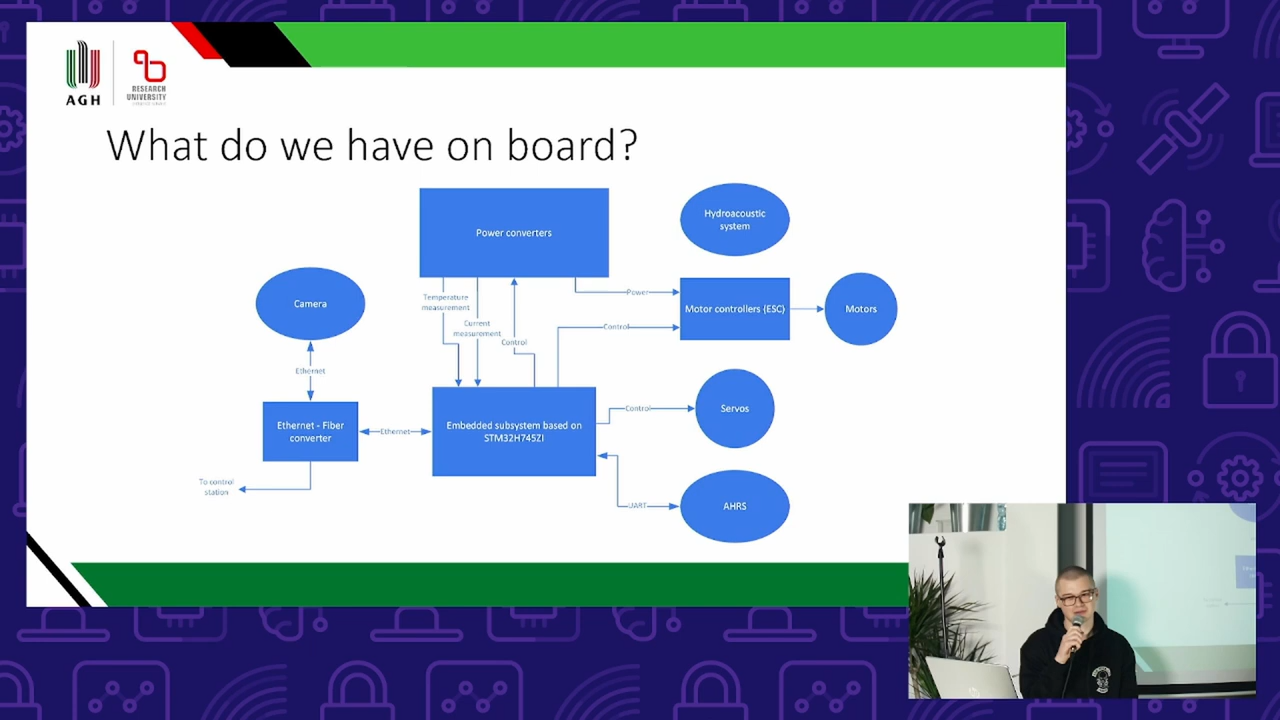 AGH
RESEARCH
UNIVERSITY
What do we have on board?
Power converters
Hydroacoustic
system
Camera
Temperature
measurement
Current
measurement
Control
Power
Control
Motor controllers (ESC)
Motors
Ethernet
Ethernet - Fiber
converter
Ethernet
Embedded subsystem based on
STM32H745ZI
Control
Servos
To control
station
UART
AHRS